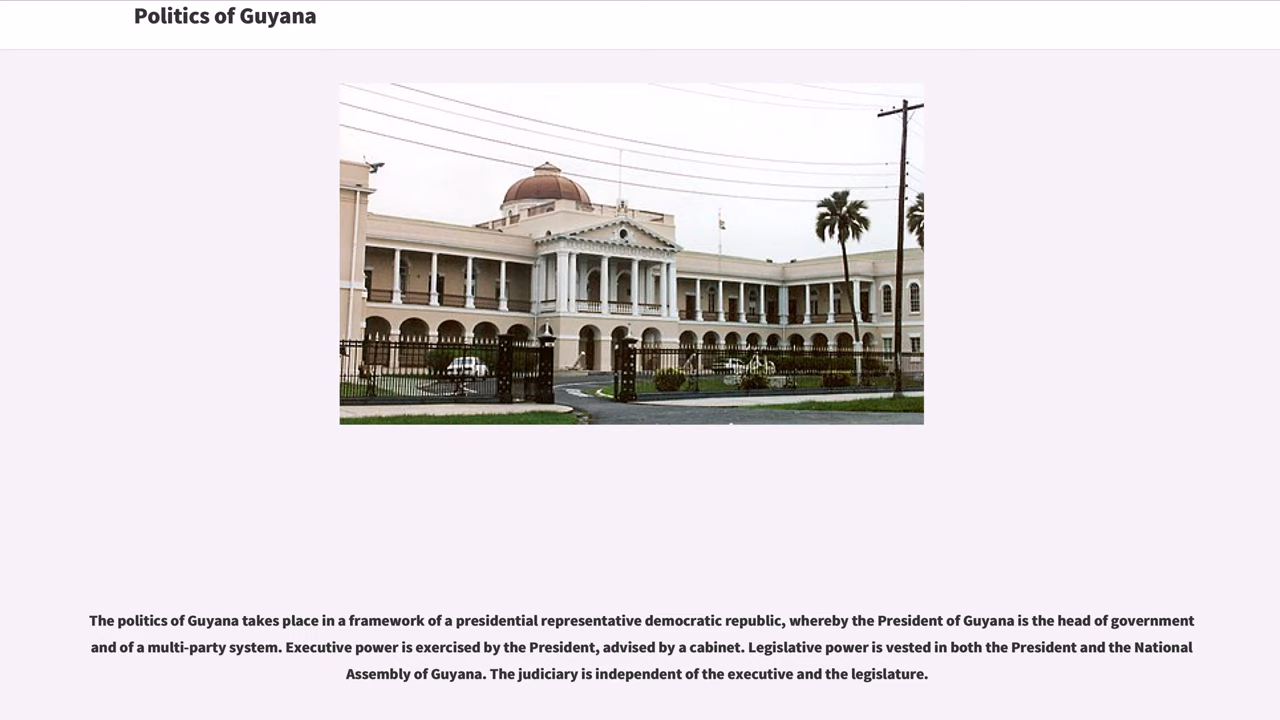 Politics of Guyana
The politics of Guyana takes place in a framework of a presidential representative democratic republic, whereby the President of Guyana is the head of government
and of a multi-party system. Executive power is exercised by the President, advised by a cabinet. Legislative power is vested in both the President and the National
Assembly of Guyana. The judiciary is independent of the executive and the legislature.